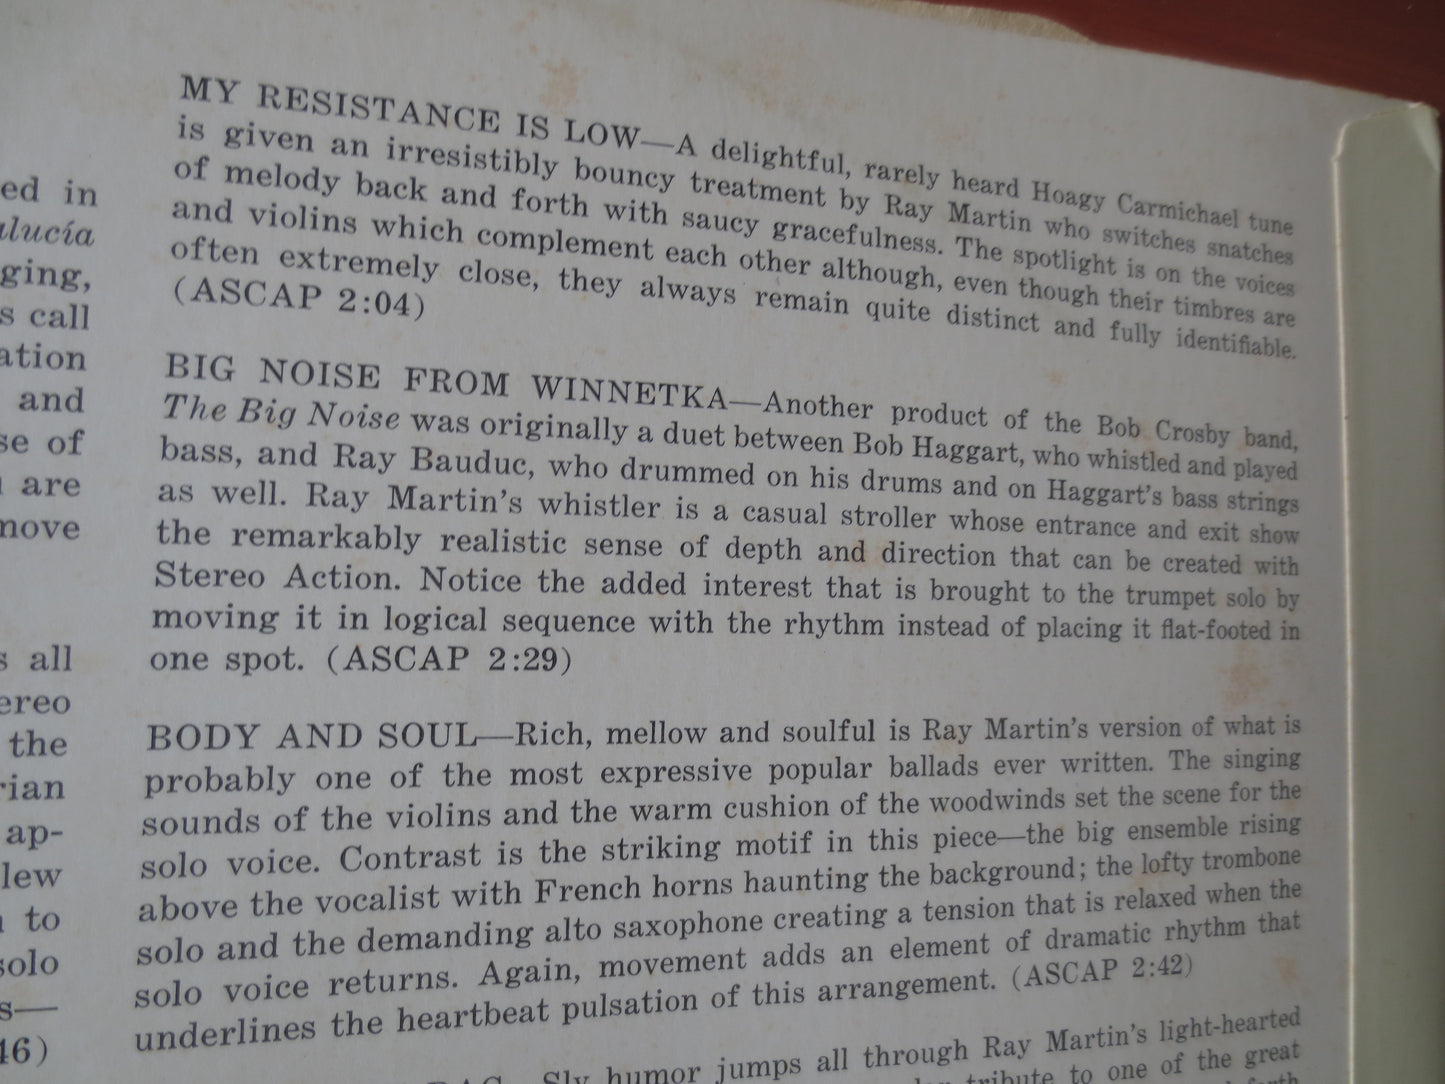 ed in
alucía
ging,
s call
ation
and
se of
are
move
s all
ereo
the
rian
ap-
lew
to
solo
s—
46)
MY RESISTANCE IS LOW—A delightful, rarely heard Hoagy Carmichael tune
is given an irresistibly bouncy treatment by Ray Martin who switches snatches
of melody back and forth with saucy gracefulness. The spotlight is on the voices
and violins which complement each other although, even though their timbres are
often extremely close, they always remain quite distinct and fully identifiable.
(ASCAP 2:04)
BIG NOISE FROM WINNETKA—Another product of the Bob Crosby band,
The Big Noise was originally a duet between Bob Haggart, who whistled and played
bass, and Ray Bauduc, who drummed on his drums and on Haggart's bass strings
as well. Ray Martin's whistler is a casual stroller whose entrance and exit show
the remarkably realistic sense of depth and direction that can be created with
Stereo Action. Notice the added interest that is brought to the trumpet solo by
moving it in logical sequence with the rhythm instead of placing it flat-footed in
one spot. (ASCAP 2:29)
BODY AND SOUL—Rich, mellow and soulful is Ray Martin's version of what is
probably one of the most expressive popular ballads ever written. The singing
sounds of the violins and the warm cushion of the woodwinds set the scene for the
solo voice. Contrast is the striking motif in this piece—the big ensemble rising
above the vocalist with French horns haunting the background; the lofty trombone
solo and the demanding alto saxophone creating a tension that is relaxed when the
solo voice returns. Again, movement adds an element of dramatic rhythm that
underlines the heartbeat pulsation of this arrangement. (ASCAP 2:42)
Sly humor jumps all through Ray Martin's light-hearted
tribute to one of the great